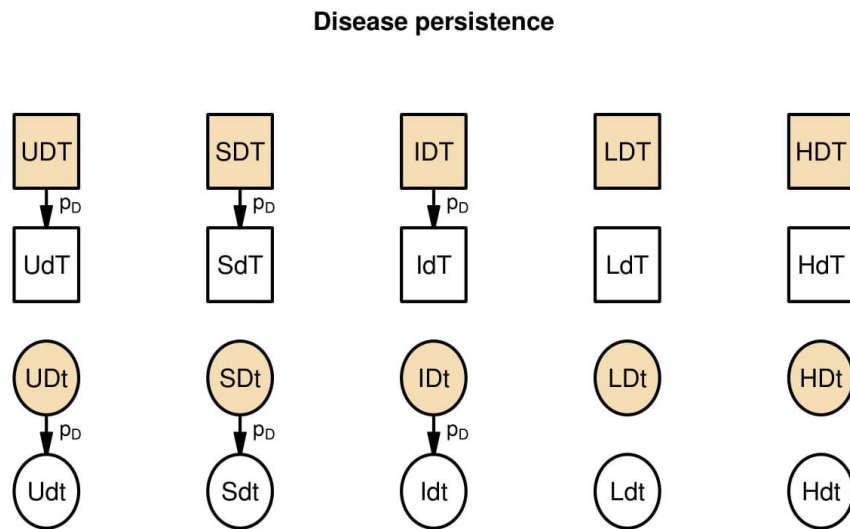 Disease persistence
UDT SDT IDT LDT HDT
pD pD pD
UdT SdT IdT LdT HdT
UDt SDt IDt LDt HDt
pD pD pD
Udt Sdt Idt Ldt Hdt